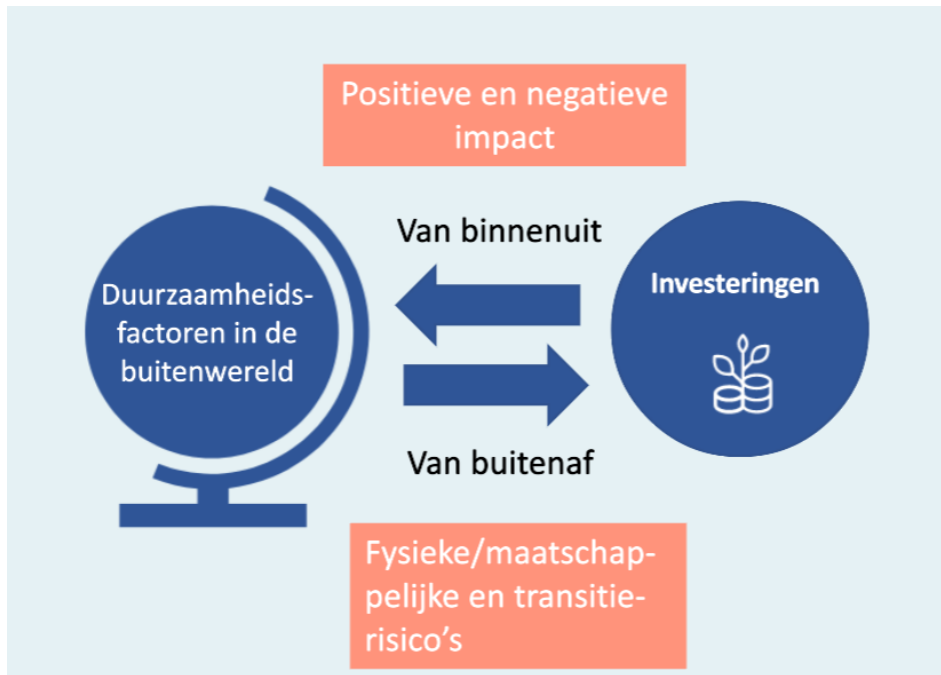 Positieve en negatieve
impact
Van binnenuit
Duurzaamheids-
factoren in de
buitenwereld
Investeringen
Van buitenaf
Fysieke/maatschap-
pelijke en transitie-
risico's